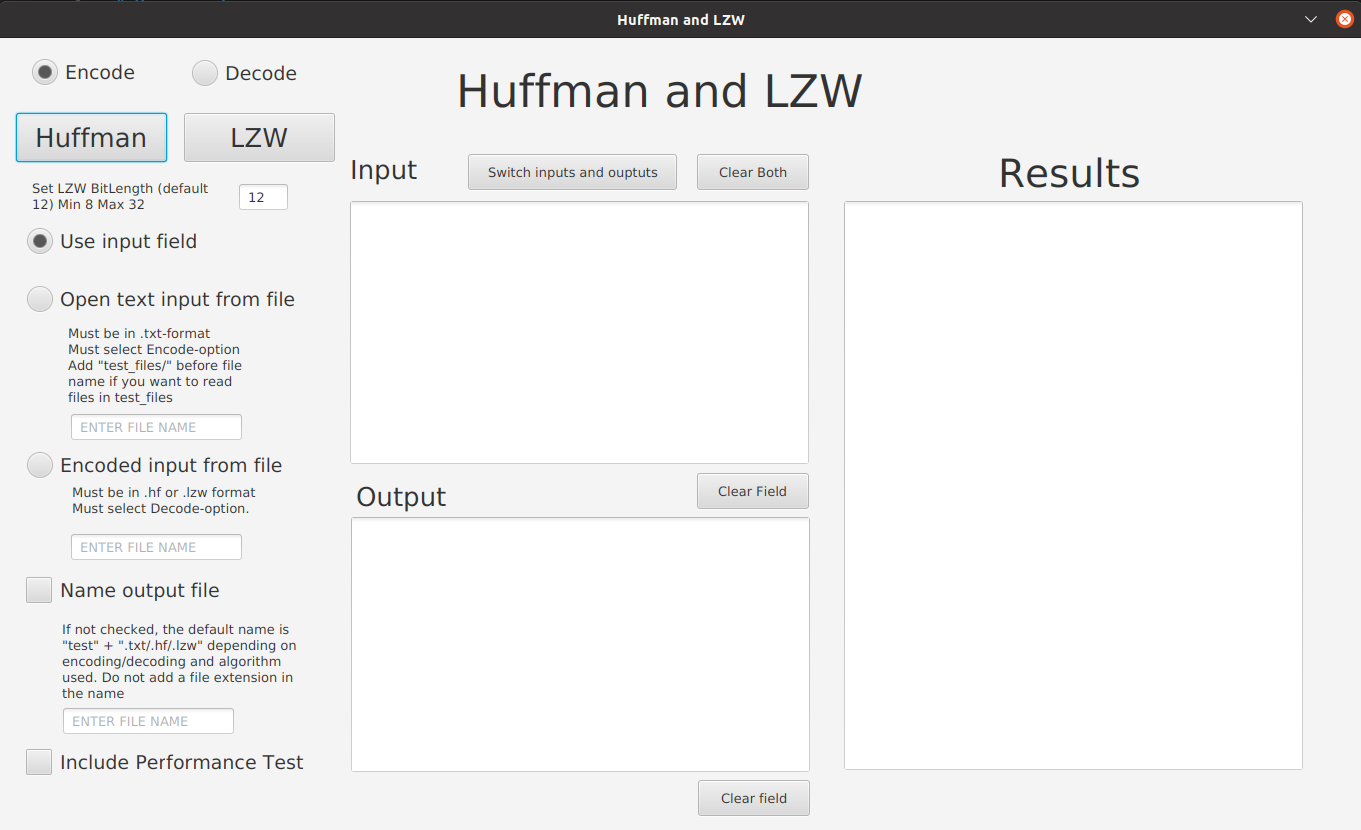 Huffman and LZW
Encode
Decode
Huffman and LZW
Huffman
LZW
Set LZW BitLength (default
12) Min 8 Max 32
12
Use input field
Open text input from file
Must be in .txt-format
Must select Encode-option
Add "test_files/" before file
name if you want to read
files in test_files
ENTER FILE NAME
Encoded input from file
Must be in .hf or .lzw format
Must select Decode-option.
ENTER FILE NAME
Name output file
If not checked, the default name is
"test" + ".txt/.hf/.lzw" depending on
encoding/decoding and algorithm
used. Do not add a file extension in
the name
ENTER FILE NAME
Include Performance Test
Input
Switch inputs and ouptuts
Clear Both
Clear Field
Output
Clear field
Results